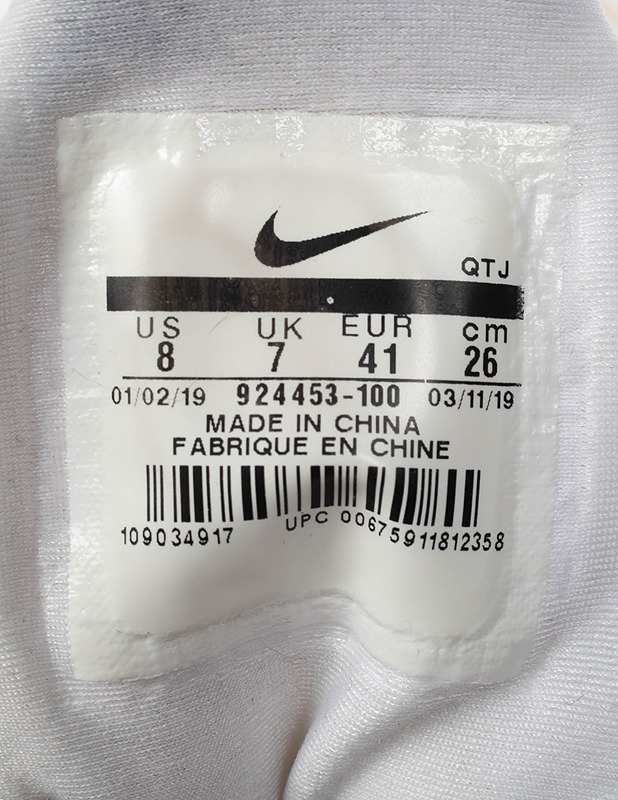 QTJ
US UK EUR cm
8 7 41 26
01/02/19 924453-100 03/11/19
MADE IN CHINA
FABRIQUE EN CHINE
109034917 UPC 00675911812358